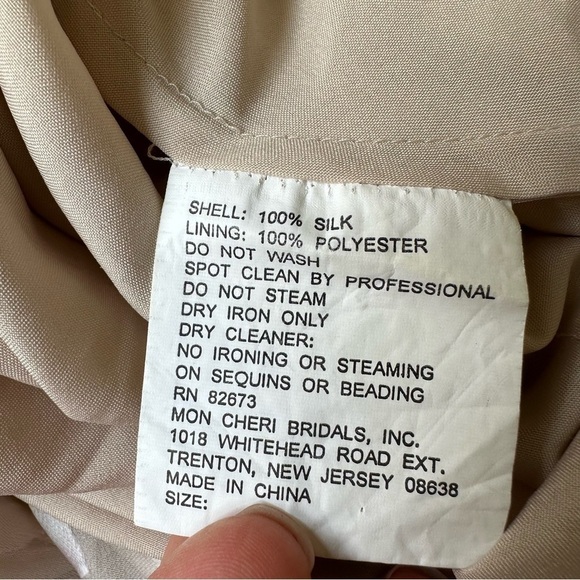 SHELL: 100% SILK
LINING: 100% POLYESTER
DO NOT WASH
SPOT CLEAN BY PROFESSIONAL
DO NOT STEAM
DRY IRON ONLY
DRY CLEANER:
NO IRONING OR STEAMING
ON SEQUINS OR BEADING
RN 82673
MON CHERI BRIDALS, INC.
1018 WHITEHEAD ROAD EXT.
TRENTON, NEW JERSEY 08638
MADE IN CHINA
SIZE: